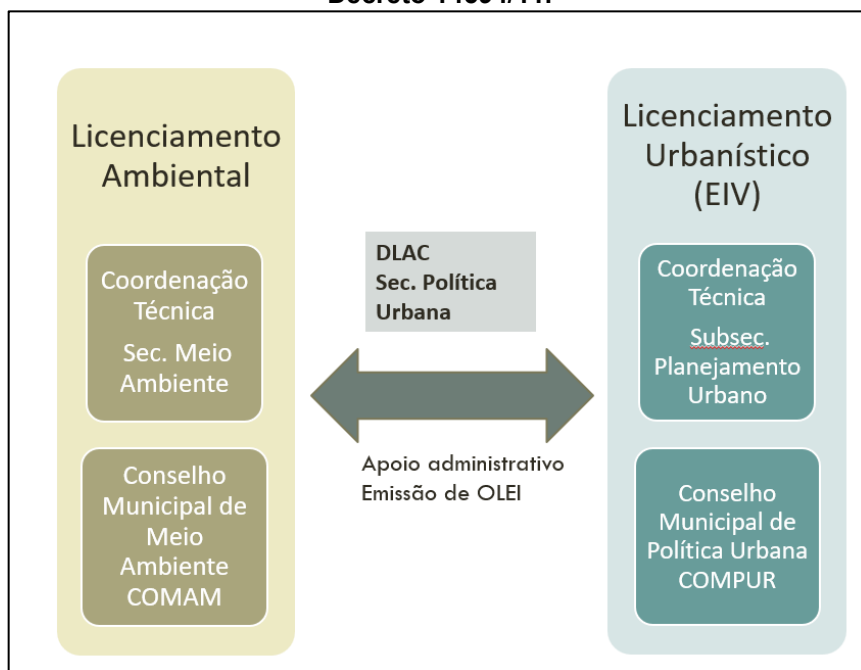 Licenciamento
Ambiental
Coordenação
Técnica
Sec. Meio
Ambiente
Conselho
Municipal de
Meio
Ambiente
COMAM
DLAC
Sec. Política
Urbana
Apoio administrativo
Emissão de OLEI
Licenciamento
Urbanístico
(EIV)
Coordenação
Técnica
Subsec.
Planejamento
Urbano
Conselho
Municipal de
Política Urbana
COMPUR